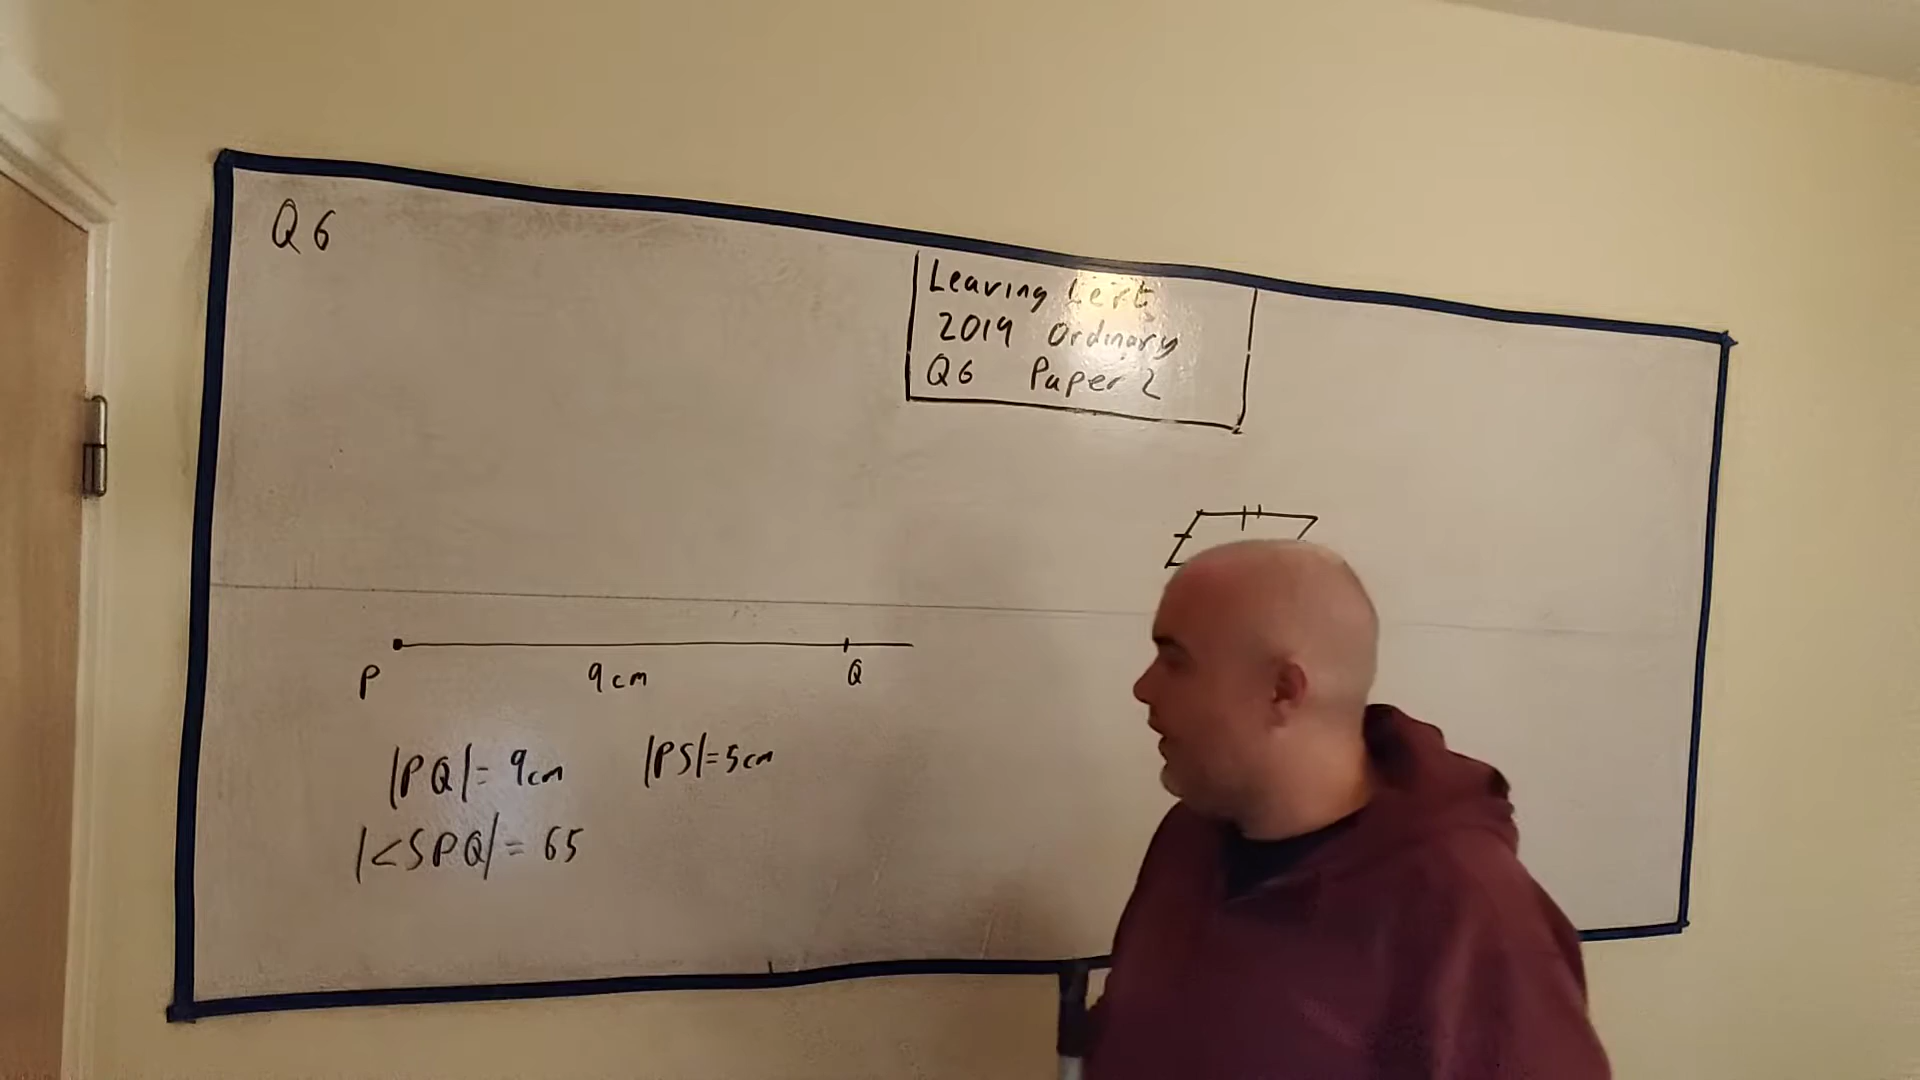 Q6
Leaving Cert
2019 Ordinary
Q6 Paper 2
P 9cm Q
|PQ|= 9cm |PS|=5cm
|<SPQ|= 65